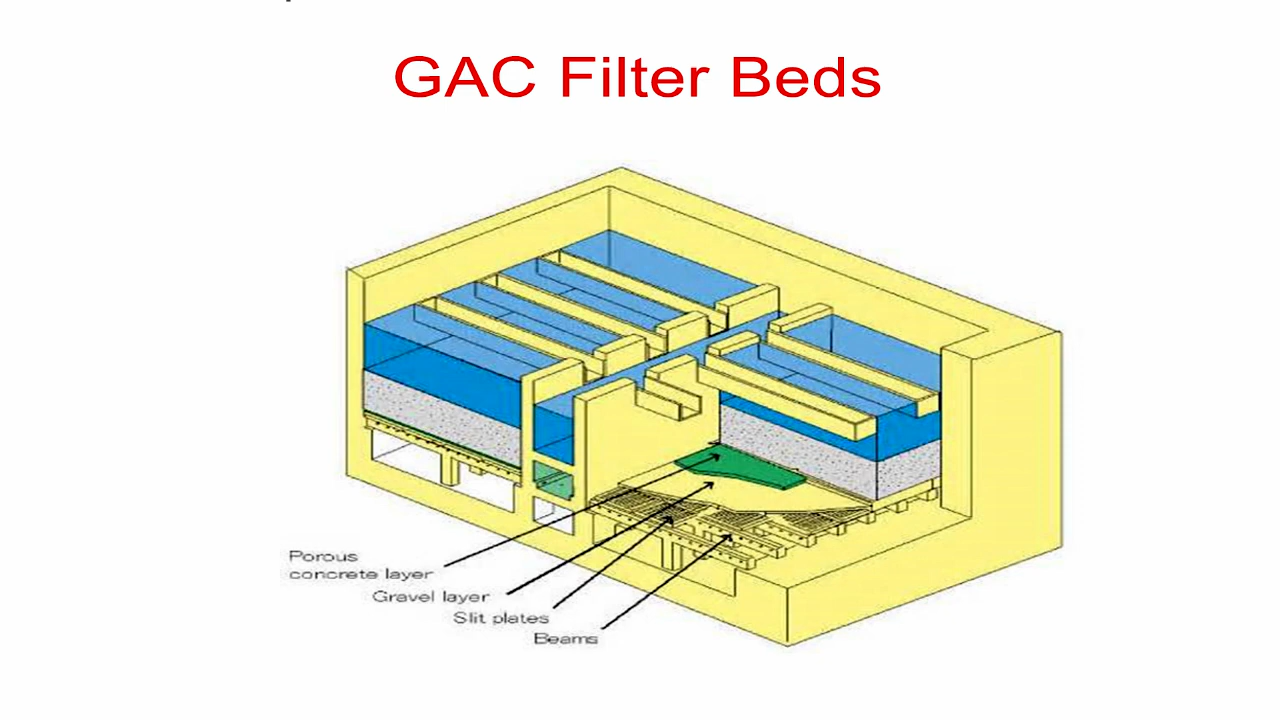 GAC Filter Beds
Porous
concrete layer
Gravel layer
Slit plates
Beams